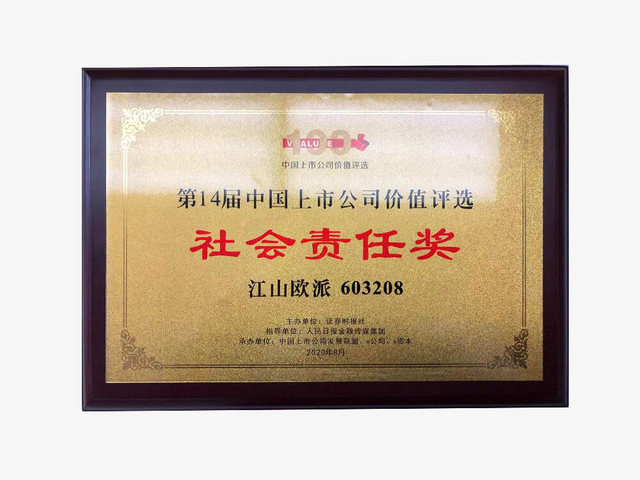 100
VALUE
中国上市公司价值评选
第14届中国上市公司价值评选
社会责任奖
江山欧派 603208
主办单位：证券时报社
指导单位：人民日报金融传媒集团
承办单位：中国上市公司发展联盟、e公司、e资本
2020年8月